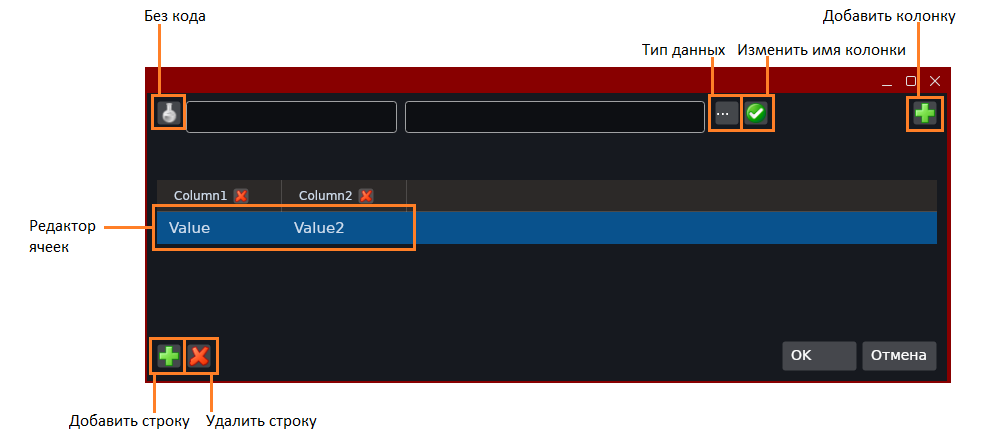 Без кода
Добавить колонку
Тип данных
Изменить имя колонки
...
Column1
Column2
Редактор
ячеек
Value
Value2
OK
Отмена
Добавить строку
Удалить строку